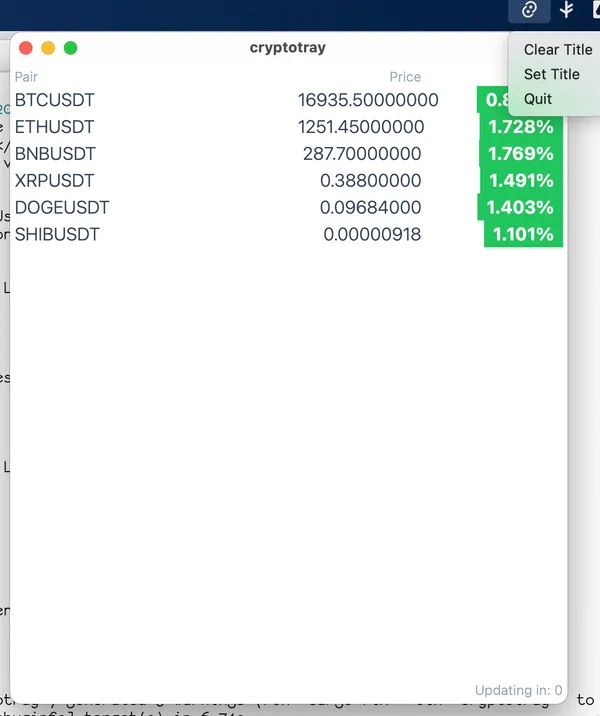 cryptotray
Clear Title
Set Title
Quit
Pair Price
BTCUSDT 16935.50000000
ETHUSDT 1251.45000000 1.728%
BNBUSDT 287.70000000 1.769%
XRPUSDT 0.38800000 1.491%
DOGEUSDT 0.09684000 1.403%
SHIBUSDT 0.00000918 1.101%
Updating in: 0